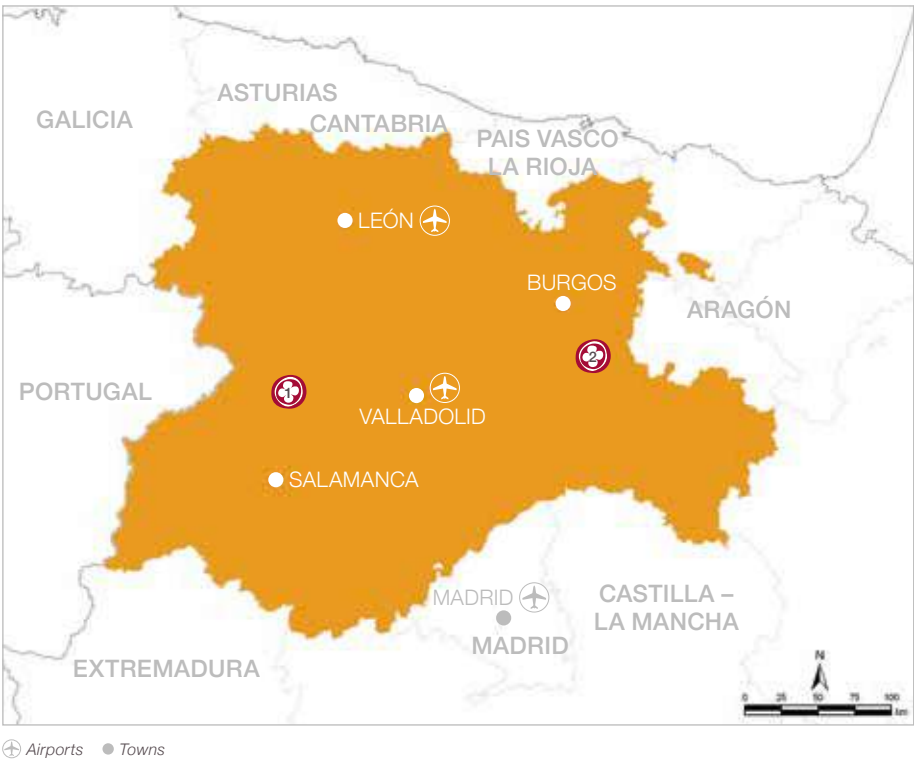 ASTURIAS
GALICIA
CANTABRIA
PAIS VASCO
LA RIOJA
LEÓN
BURGOS
ARAGÓN
2
PORTUGAL
1
VALLADOLID
SALAMANCA
MADRID
CASTILLA –
LA MANCHA
MADRID
EXTREMADURA
N
0 25 50 75 100
km
Airports Towns